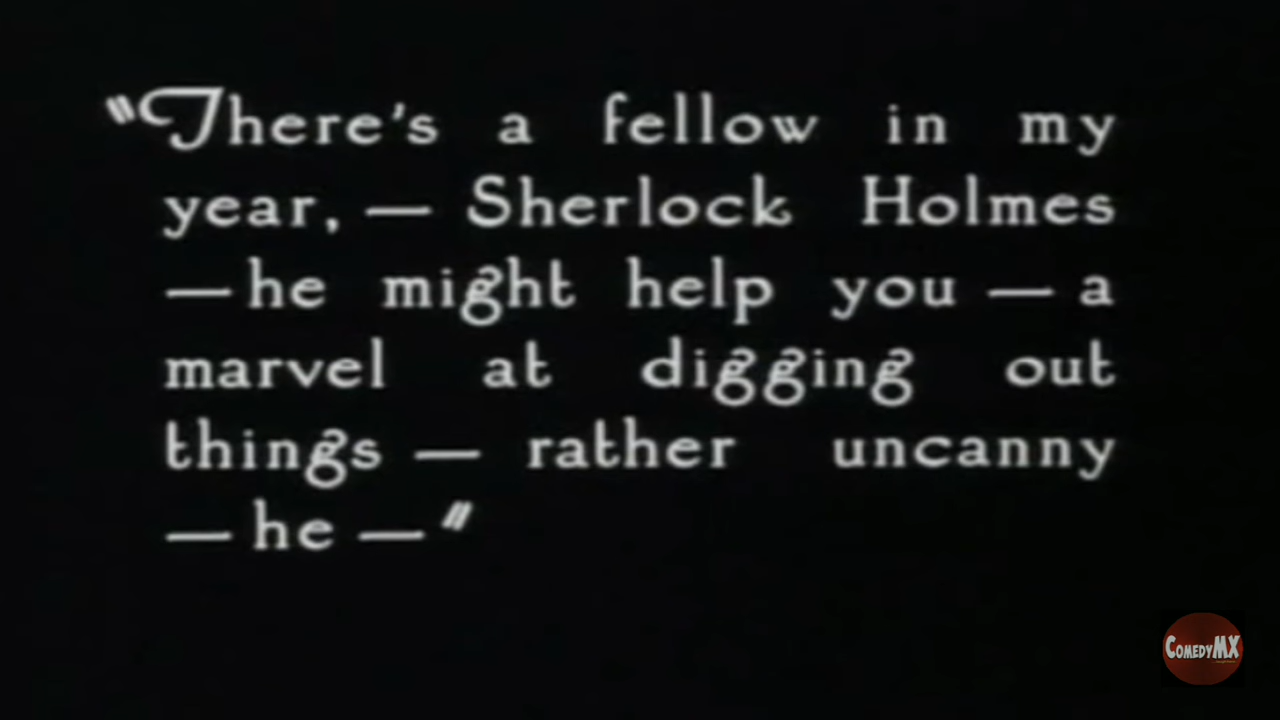 "There's a fellow in my
year, — Sherlock Holmes
— he might help you — a
marvel at digging out
things — rather uncanny
— he — "
COMEDYMX